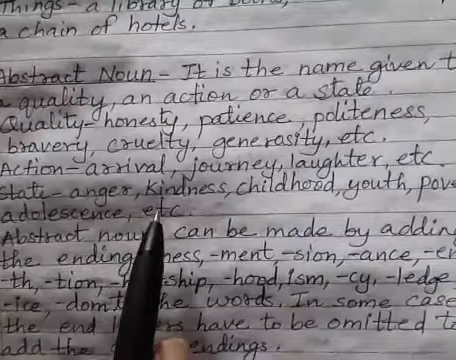 Things - a library of books,
a chain of hotels.
Abstract Noun - It is the name given t
a quality, an action or a state.
Quality - honesty, patience, politeness,
bravery, cruelty, generosity, etc.
Action - arrival, journey, laughter, etc.
State - anger, kindness, childhood, youth, pov
adolescence, etc.
Abstract noun can be made by addin
the ending ness, -ment, -sion, -ance, -e
-th, -tion, ship, -hood, ism, -cy, -ledge
-ice, -dom t he words. In some case
the end ers have to be omitted t
add the endings.